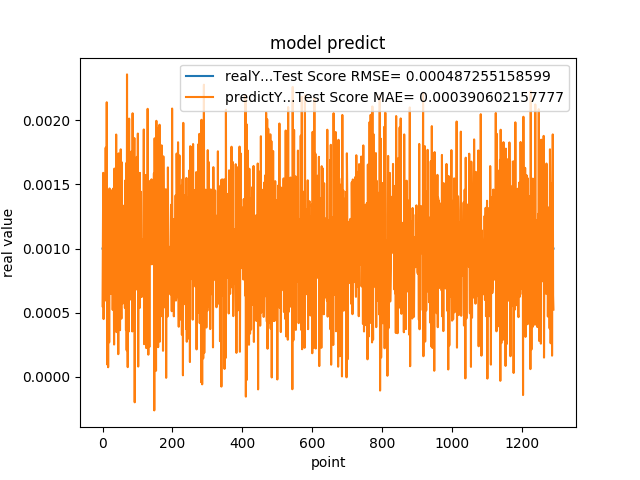 model predict
realY...Test Score RMSE= 0.000487255158599
predictY...Test Score MAE= 0.000390602157777
0.0020
0.0015
0.0010
0.0005
0.0000
real value
0 200 400 600 800 1000 1200
point